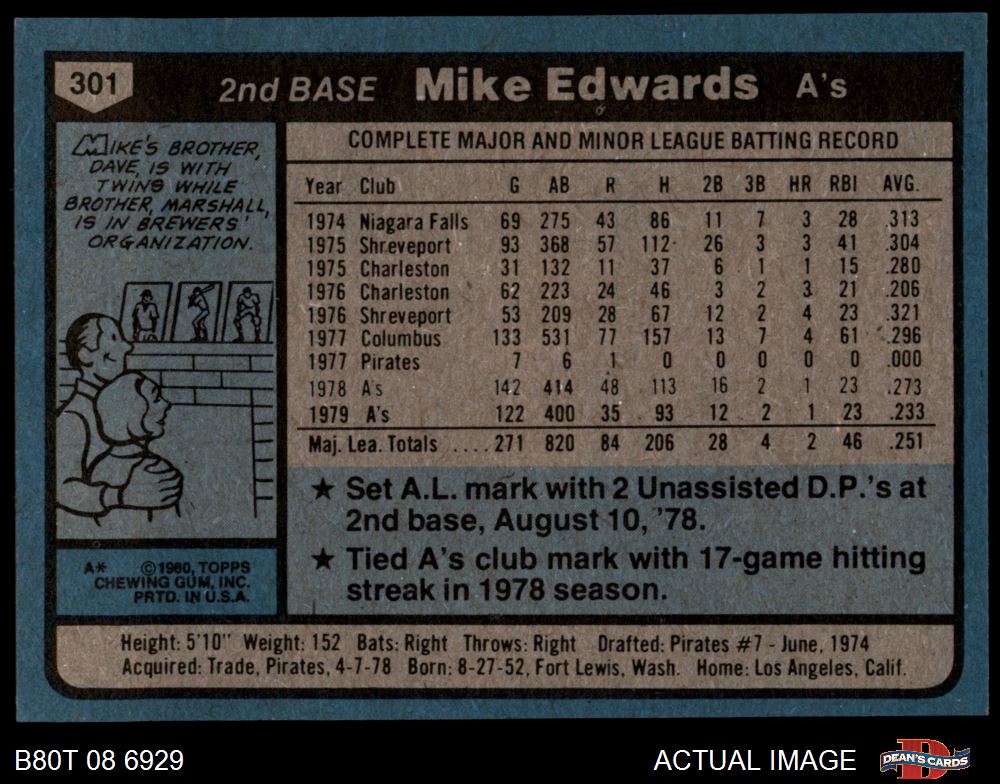 301
2nd BASE Mike Edwards A's
MIKE'S BROTHER,
DAVE, IS WITH
TWINS WHILE
BROTHER, MARSHALL,
IS IN BREWERS'
ORGANIZATION.
A* ©1980, TOPPS
CHEWING GUM, INC.
PRTD. IN U.S.A.
COMPLETE MAJOR AND MINOR LEAGUE BATTING RECORD
Year Club G AB R H 2B 3B HR RBI AVG.
1974 Niagara Falls 69 275 43 86 11 7 3 28 .313
1975 Shreveport 93 368 57 112 26 3 3 41 .304
1975 Charleston 31 132 11 37 6 1 1 15 .280
1976 Charleston 62 223 24 46 3 2 3 21 .206
1976 Shreveport 53 209 28 67 12 2 4 23 .321
1977 Columbus 133 531 77 157 13 7 4 61 .296
1977 Pirates 7 6 1 0 0 0 0 0 .000
1978 A's 142 414 48 113 16 2 1 23 .273
1979 A's 122 400 35 93 12 2 1 23 .233
Maj. Lea. Totals ....271 820 84 206 28 4 2 46 .251
★ Set A.L. mark with 2 Unassisted D.P.'s at
2nd base, August 10, '78.
★ Tied A's club mark with 17-game hitting
streak in 1978 season.
Height: 5'10" Weight: 152 Bats: Right Throws: Right Drafted: Pirates #7 - June, 1974
Acquired: Trade, Pirates, 4-7-78 Born: 8-27-52, Fort Lewis, Wash. Home: Los Angeles, Calif.
B80T 08 6929 ACTUAL IMAGE
DEAN'S CARDS